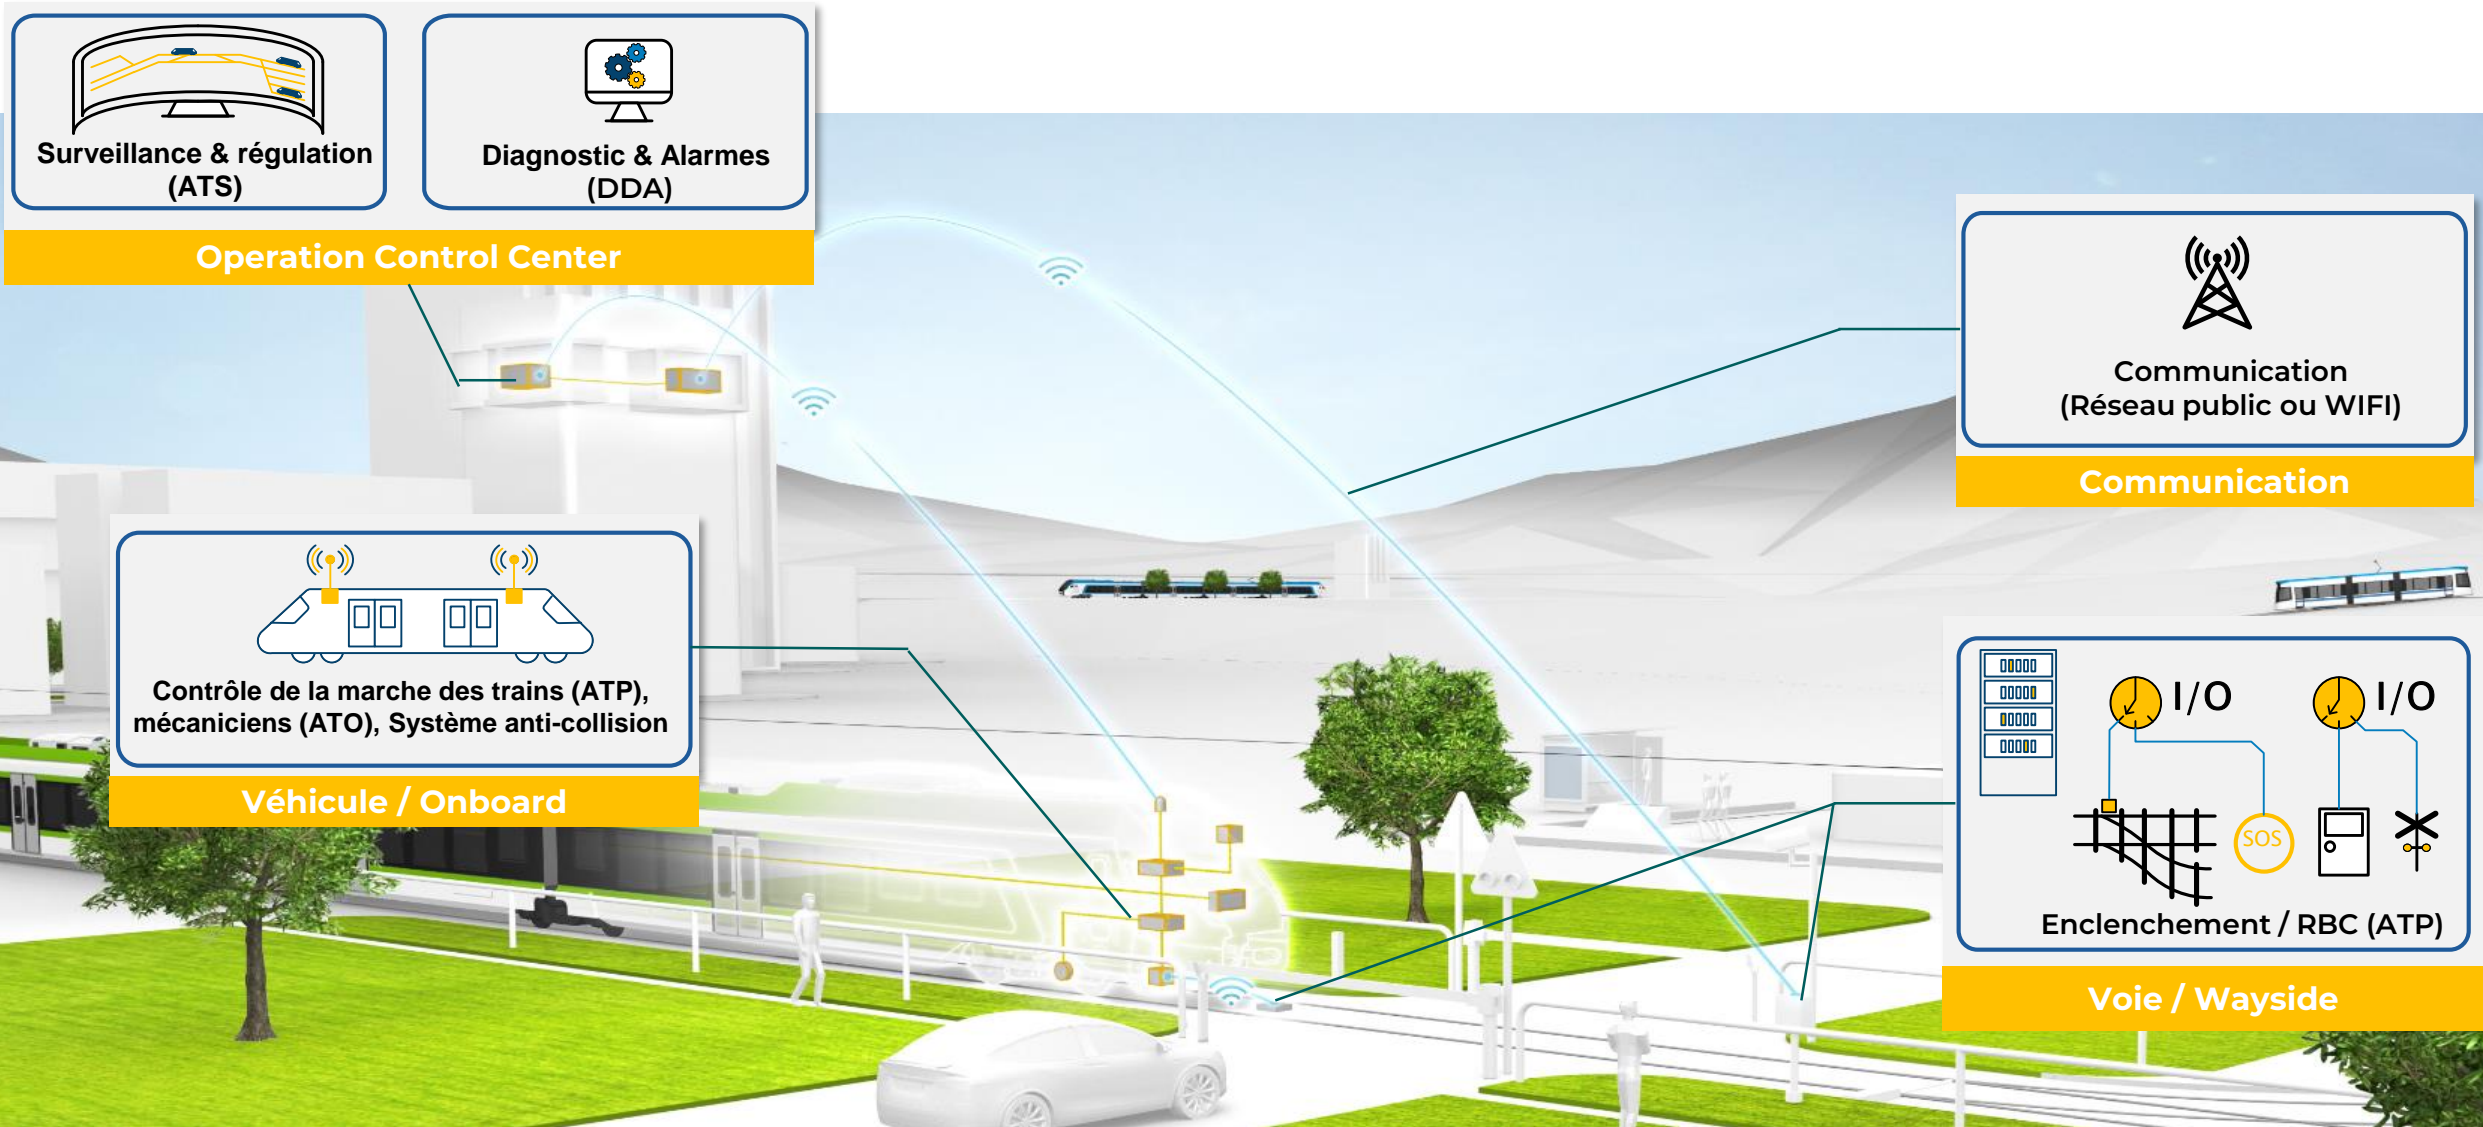 Surveillance & régulation
(ATS)
Diagnostic & Alarmes
(DDA)
Operation Control Center
Communication
(Réseau public ou WIFI)
Communication
Contrôle de la marche des trains (ATP),
mécaniciens (ATO), Système anti-collision
Véhicule / Onboard
I/O
I/O
SOS
Enclenchement / RBC (ATP)
Voie / Wayside